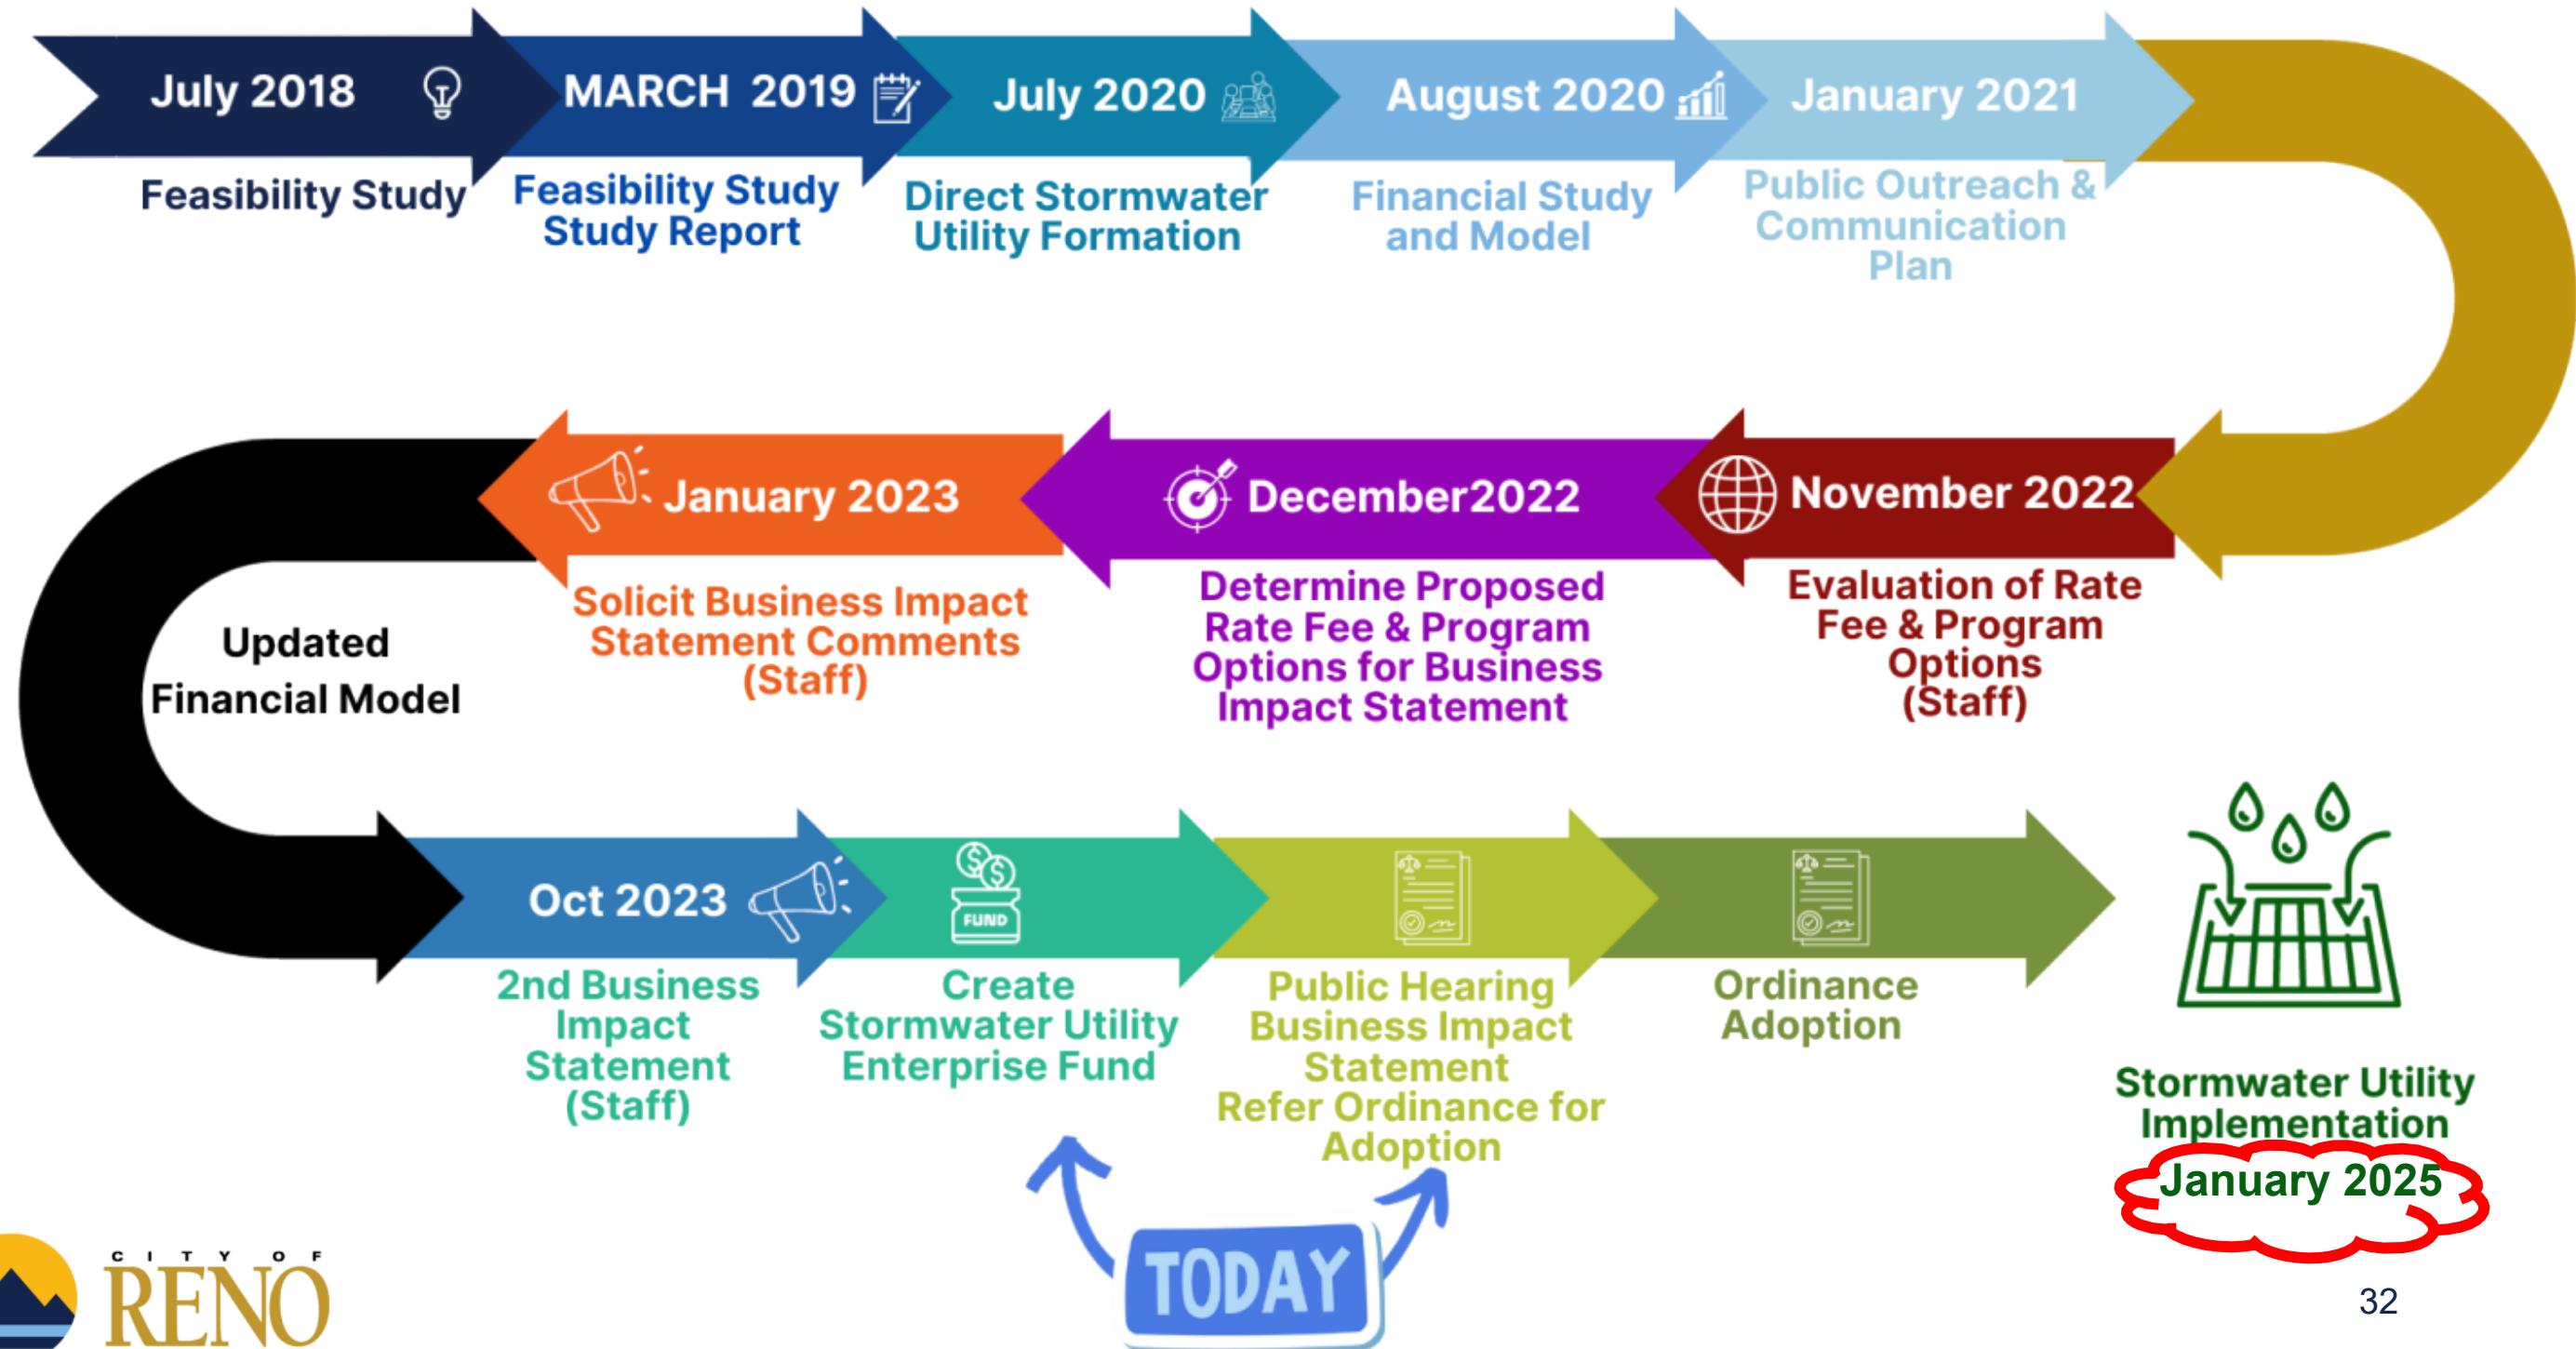 July 2018
Feasibility Study
MARCH 2019
Feasibility Study
Study Report
July 2020
Direct Stormwater
Utility Formation
August 2020
Financial Study
and Model
January 2021
Public Outreach &
Communication
Plan
November 2022
Evaluation of Rate
Fee & Program
Options
(Staff)
December2022
Determine Proposed
Rate Fee & Program
Options for Business
Impact Statement
January 2023
Solicit Business Impact
Statement Comments
(Staff)
Updated
Financial Model
Oct 2023
2nd Business
Impact
Statement
(Staff)
FUND
Create
Stormwater Utility
Enterprise Fund
Public Hearing
Business Impact
Statement
Refer Ordinance for
Adoption
Ordinance
Adoption
Stormwater Utility
Implementation
January 2025
TODAY
CITY OF
RENO
32